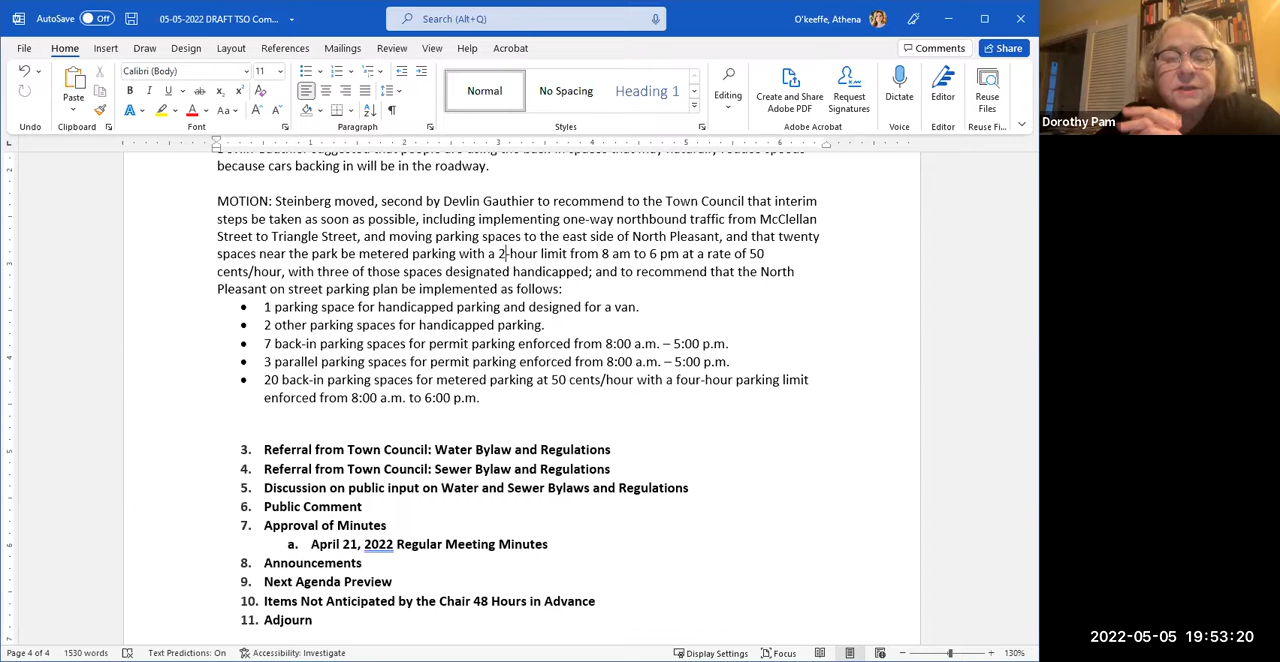 AutoSave Off 05-05-2022 DRAFT TSO Com... Search (Alt+Q) O'keeffe, Athena
File Home Insert Draw Design Layout References Mailings Review View Help Acrobat Comments Share
Calibri (Body) 11
Paste
Normal No Spacing Heading 1
Editing Create and Share Adobe PDF Request Signatures Dictate Editor Reuse Files
Undo Clipboard Font Paragraph Styles Adobe Acrobat Voice Editor Reuse Fi...
Dorothy Pam
because cars backing in will be in the roadway.
MOTION: Steinberg moved, second by Devlin Gauthier to recommend to the Town Council that interim
steps be taken as soon as possible, including implementing one-way northbound traffic from McClellan
Street to Triangle Street, and moving parking spaces to the east side of North Pleasant, and that twenty
spaces near the park be metered parking with a 2-hour limit from 8 am to 6 pm at a rate of 50
cents/hour, with three of those spaces designated handicapped; and to recommend that the North
Pleasant on street parking plan be implemented as follows:
• 1 parking space for handicapped parking and designed for a van.
• 2 other parking spaces for handicapped parking.
• 7 back-in parking spaces for permit parking enforced from 8:00 a.m. – 5:00 p.m.
• 3 parallel parking spaces for permit parking enforced from 8:00 a.m. – 5:00 p.m.
• 20 back-in parking spaces for metered parking at 50 cents/hour with a four-hour parking limit
enforced from 8:00 a.m. to 6:00 p.m.
3. Referral from Town Council: Water Bylaw and Regulations
4. Referral from Town Council: Sewer Bylaw and Regulations
5. Discussion on public input on Water and Sewer Bylaws and Regulations
6. Public Comment
7. Approval of Minutes
a. April 21, 2022 Regular Meeting Minutes
8. Announcements
9. Next Agenda Preview
10. Items Not Anticipated by the Chair 48 Hours in Advance
11. Adjourn
2022-05-05 19:53:20
Page 4 of 4 1530 words Text Predictions: On Accessibility: Investigate Display Settings Focus 130%